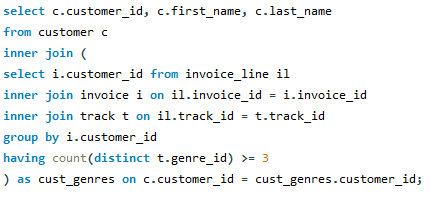 select c.customer_id, c.first_name, c.last_name
from customer c
inner join (
select i.customer_id from invoice_line il
inner join invoice i on il.invoice_id = i.invoice_id
inner join track t on il.track_id = t.track_id
group by i.customer_id
having count(distinct t.genre_id) >= 3
) as cust_genres on c.customer_id = cust_genres.customer_id;